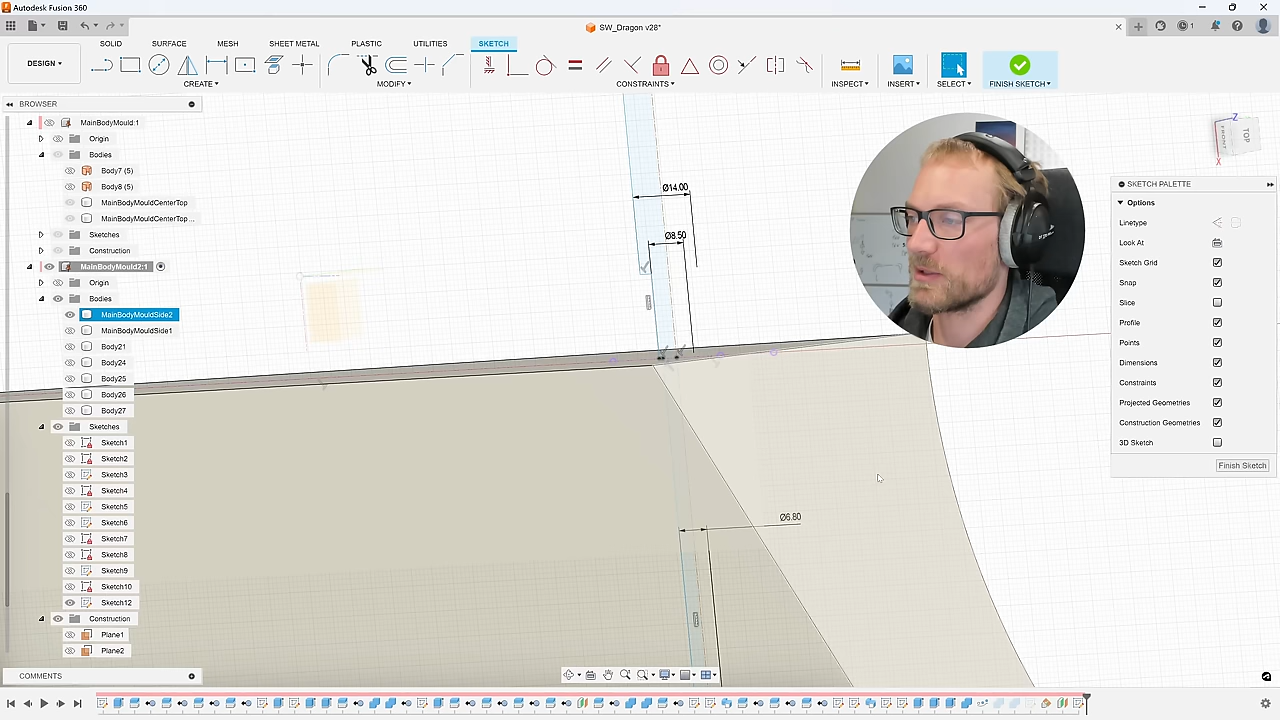 Autodesk Fusion 360
SW_Dragon v28*
1
DESIGN
SOLID
SURFACE
MESH
SHEET METAL
PLASTIC
UTILITIES
SKETCH
CREATE
MODIFY
CONSTRAINTS
INSPECT
INSERT
SELECT
FINISH SKETCH
BROWSER
MainBodyMould:1
Origin
Bodies
Body7 (5)
Body8 (5)
MainBodyMouldCenterTop
MainBodyMouldCenterTop...
Sketches
Construction
MainBodyMould2:1
Origin
Bodies
MainBodyMouldSide2
MainBodyMouldSide1
Body21
Body24
Body25
Body26
Body27
Sketches
Sketch1
Sketch2
Sketch3
Sketch4
Sketch5
Sketch6
Sketch7
Sketch8
Sketch9
Sketch10
Sketch12
Construction
Plane1
Plane2
COMMENTS
Ø14.00
Ø8.50
Ø6.80
Z
FRONT
TOP
X
SKETCH PALETTE
Options
Linetype
Look At
Sketch Grid
Snap
Slice
Profile
Points
Dimensions
Constraints
Projected Geometries
Construction Geometries
3D Sketch
Finish Sketch